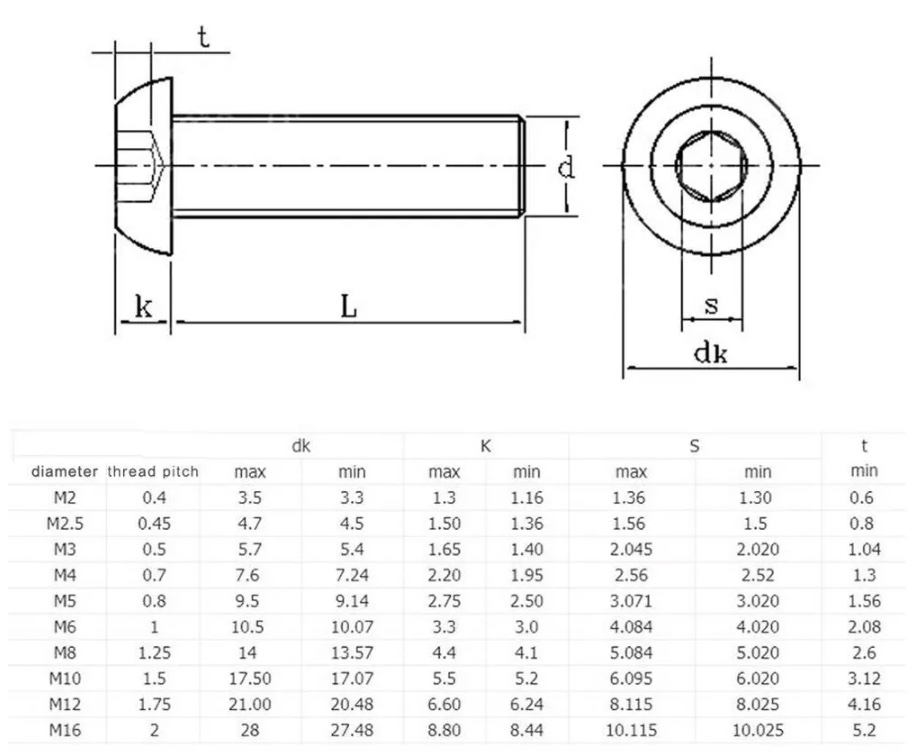 t
d
k
L
s
dk
dk K S t
diameter thread pitch max min max min max min min
M2 0.4 3.5 3.3 1.3 1.16 1.36 1.30 0.6
M2.5 0.45 4.7 4.5 1.50 1.36 1.56 1.5 0.8
M3 0.5 5.7 5.4 1.65 1.40 2.045 2.020 1.04
M4 0.7 7.6 7.24 2.20 1.95 2.56 2.52 1.3
M5 0.8 9.5 9.14 2.75 2.50 3.071 3.020 1.56
M6 1 10.5 10.07 3.3 3.0 4.084 4.020 2.08
M8 1.25 14 13.57 4.4 4.1 5.084 5.020 2.6
M10 1.5 17.50 17.07 5.5 5.2 6.095 6.020 3.12
M12 1.75 21.00 20.48 6.60 6.24 8.115 8.025 4.16
M16 2 28 27.48 8.80 8.44 10.115 10.025 5.2